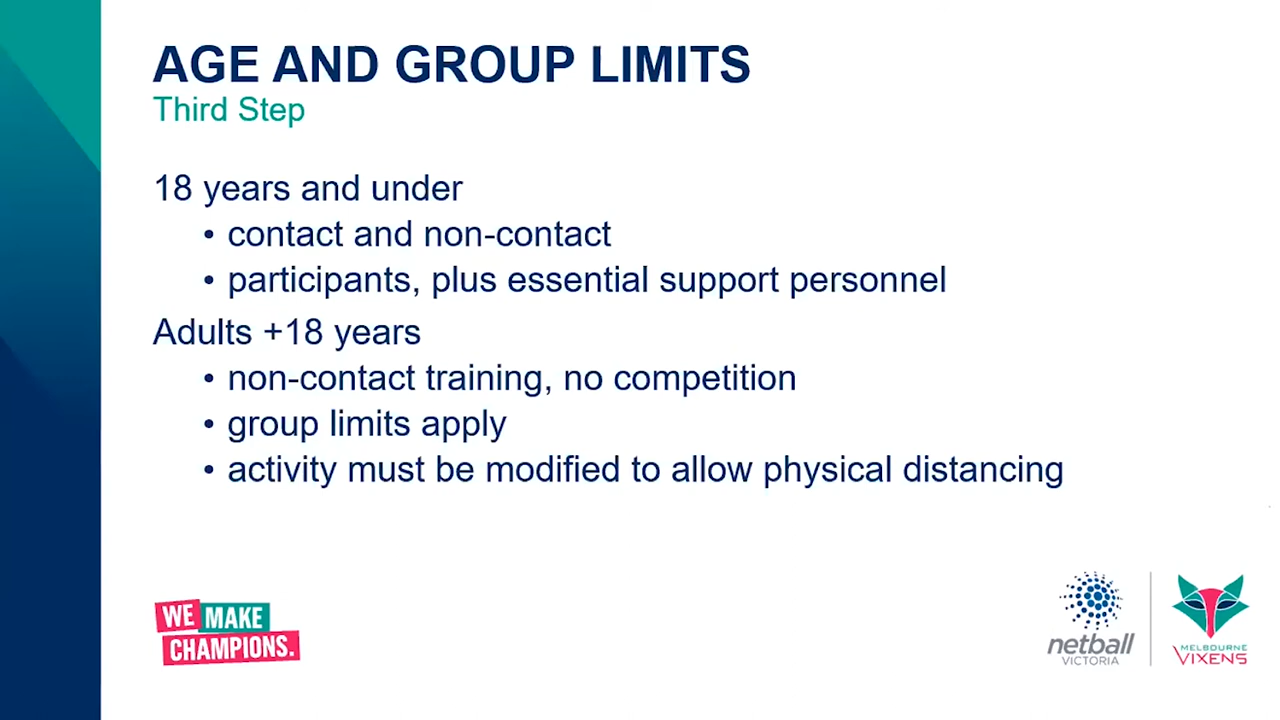 AGE AND GROUP LIMITS
Third Step
18 years and under
• contact and non-contact
• participants, plus essential support personnel
Adults +18 years
• non-contact training, no competition
• group limits apply
• activity must be modified to allow physical distancing
WE MAKE
CHAMPIONS.
netball
VICTORIA
MELBOURNE
VIXENS